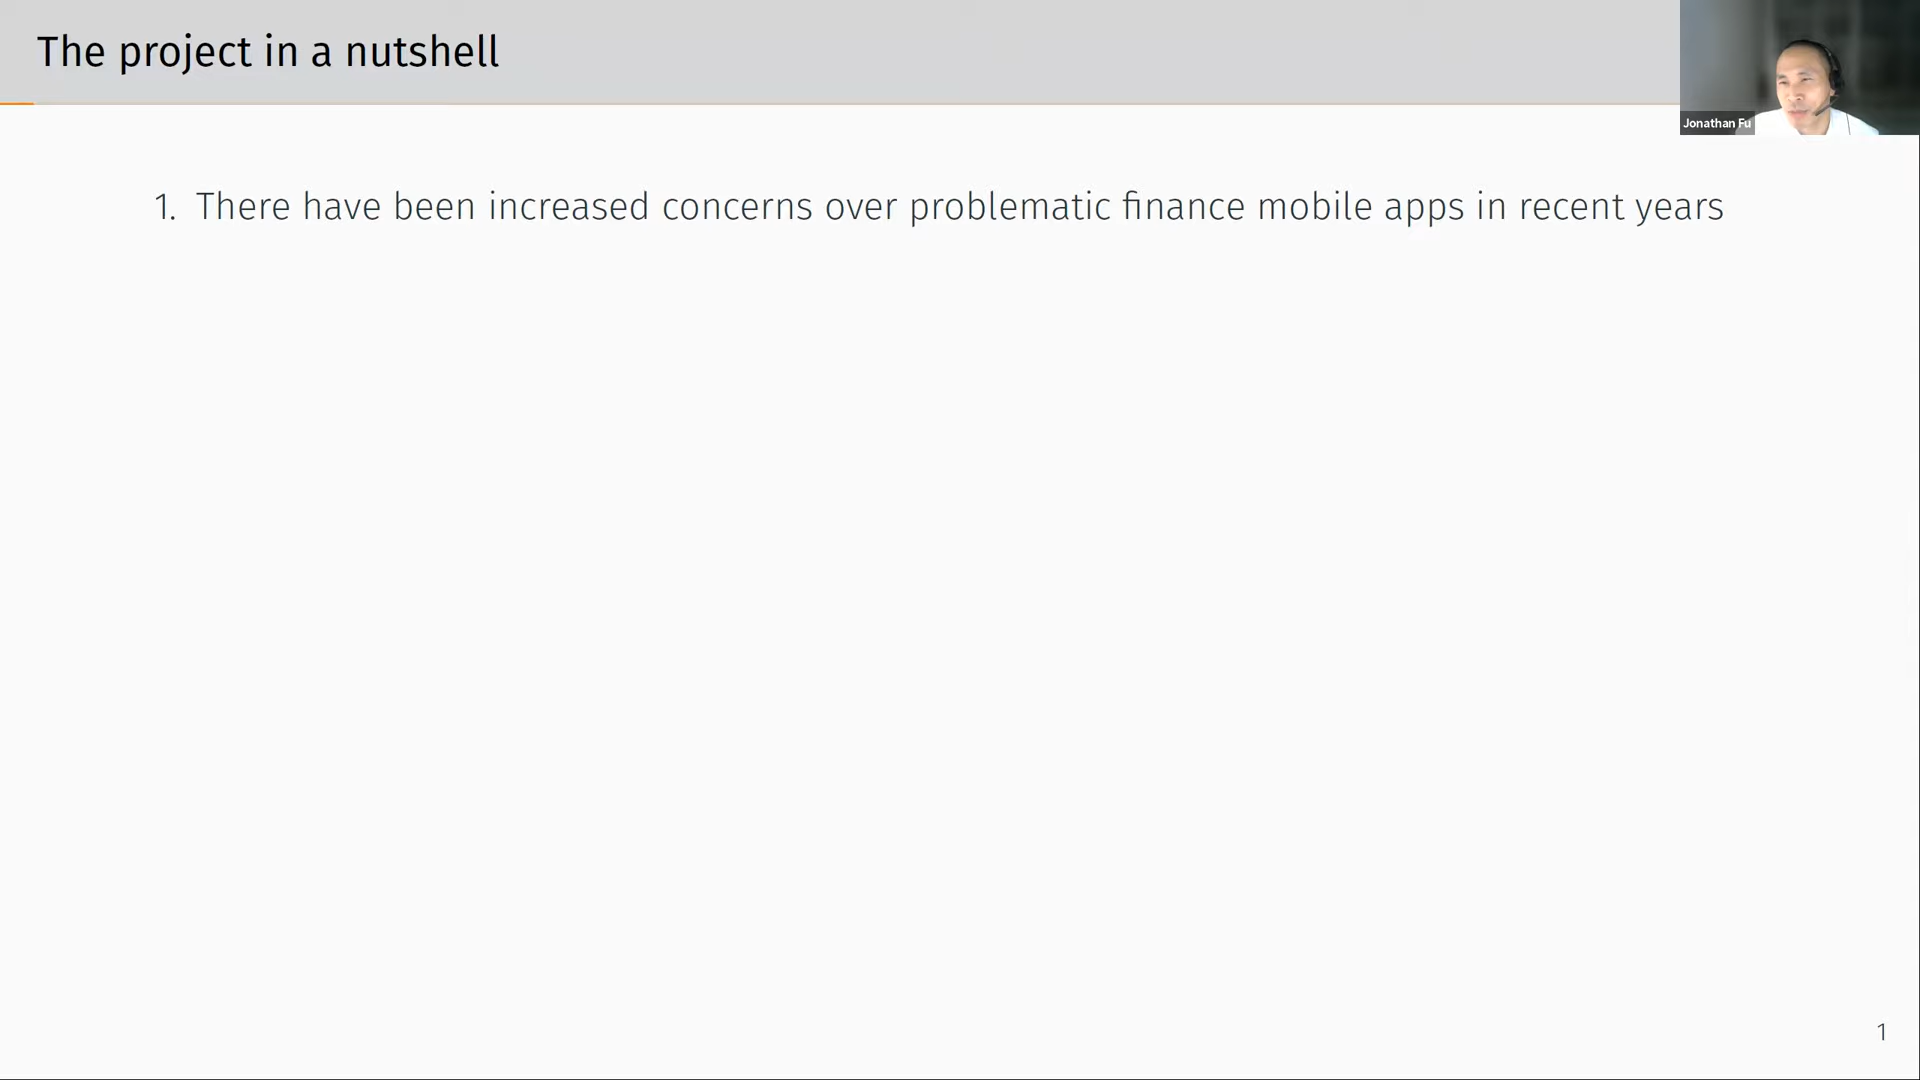 The project in a nutshell
Jonathan Fu
1. There have been increased concerns over problematic finance mobile apps in recent years
1